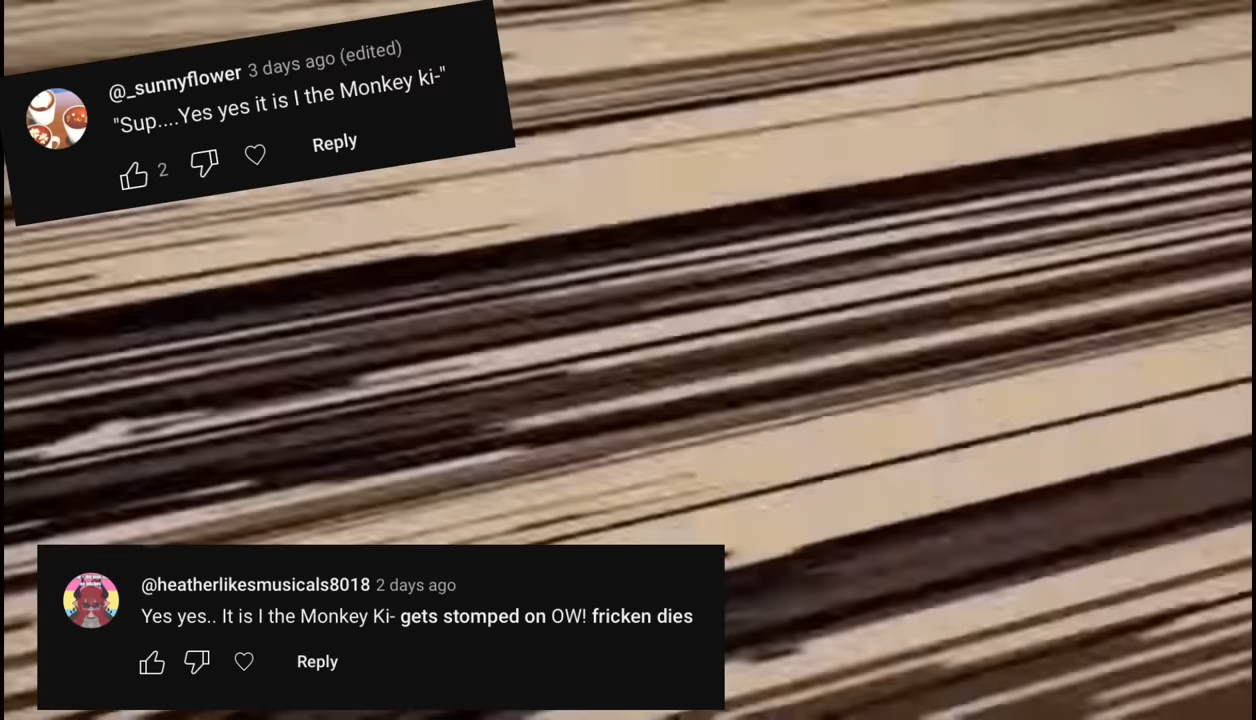 @_sunnyflower 3 days ago (edited)
"Sup....Yes yes it is I the Monkey ki-"
2 Reply
@heatherlikesmusicals8018 2 days ago
Yes yes.. It is I the Monkey Ki- gets stomped on OW! fricken dies
Reply